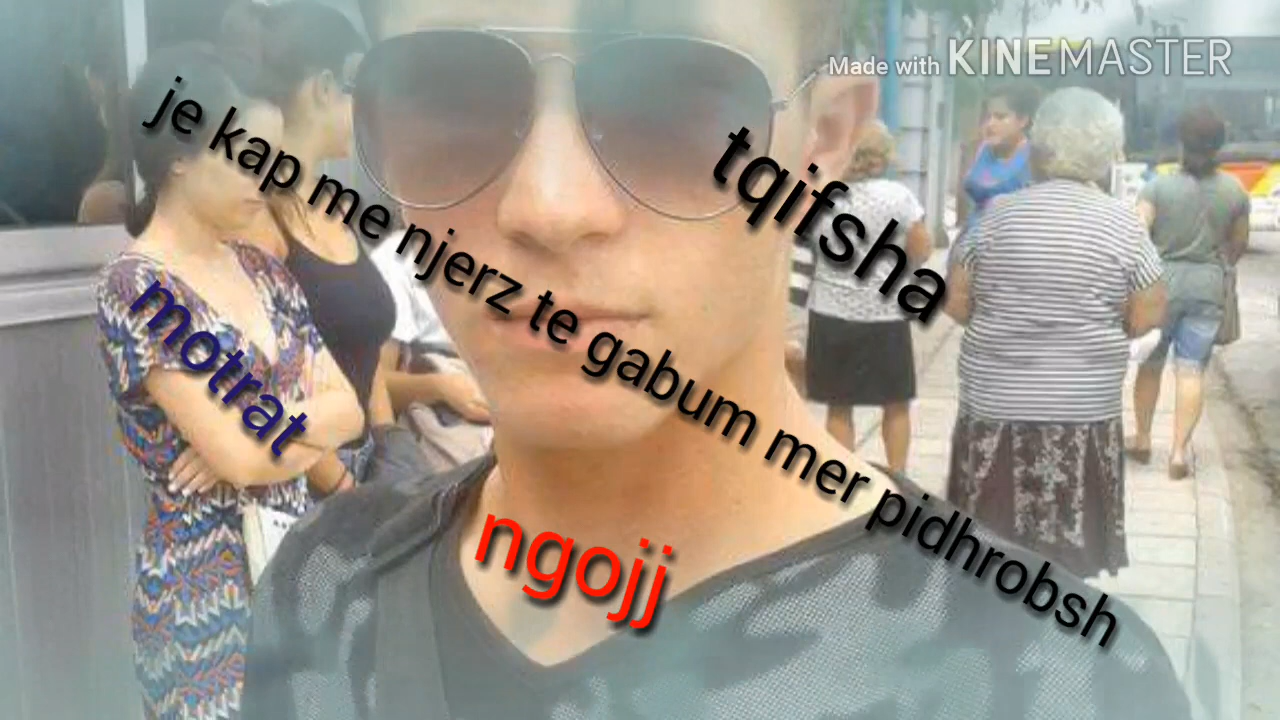 Made with KINEMASTER
je kap me njerz te gabum mer pidhrobsh
tqifsha
motrat
ngojj